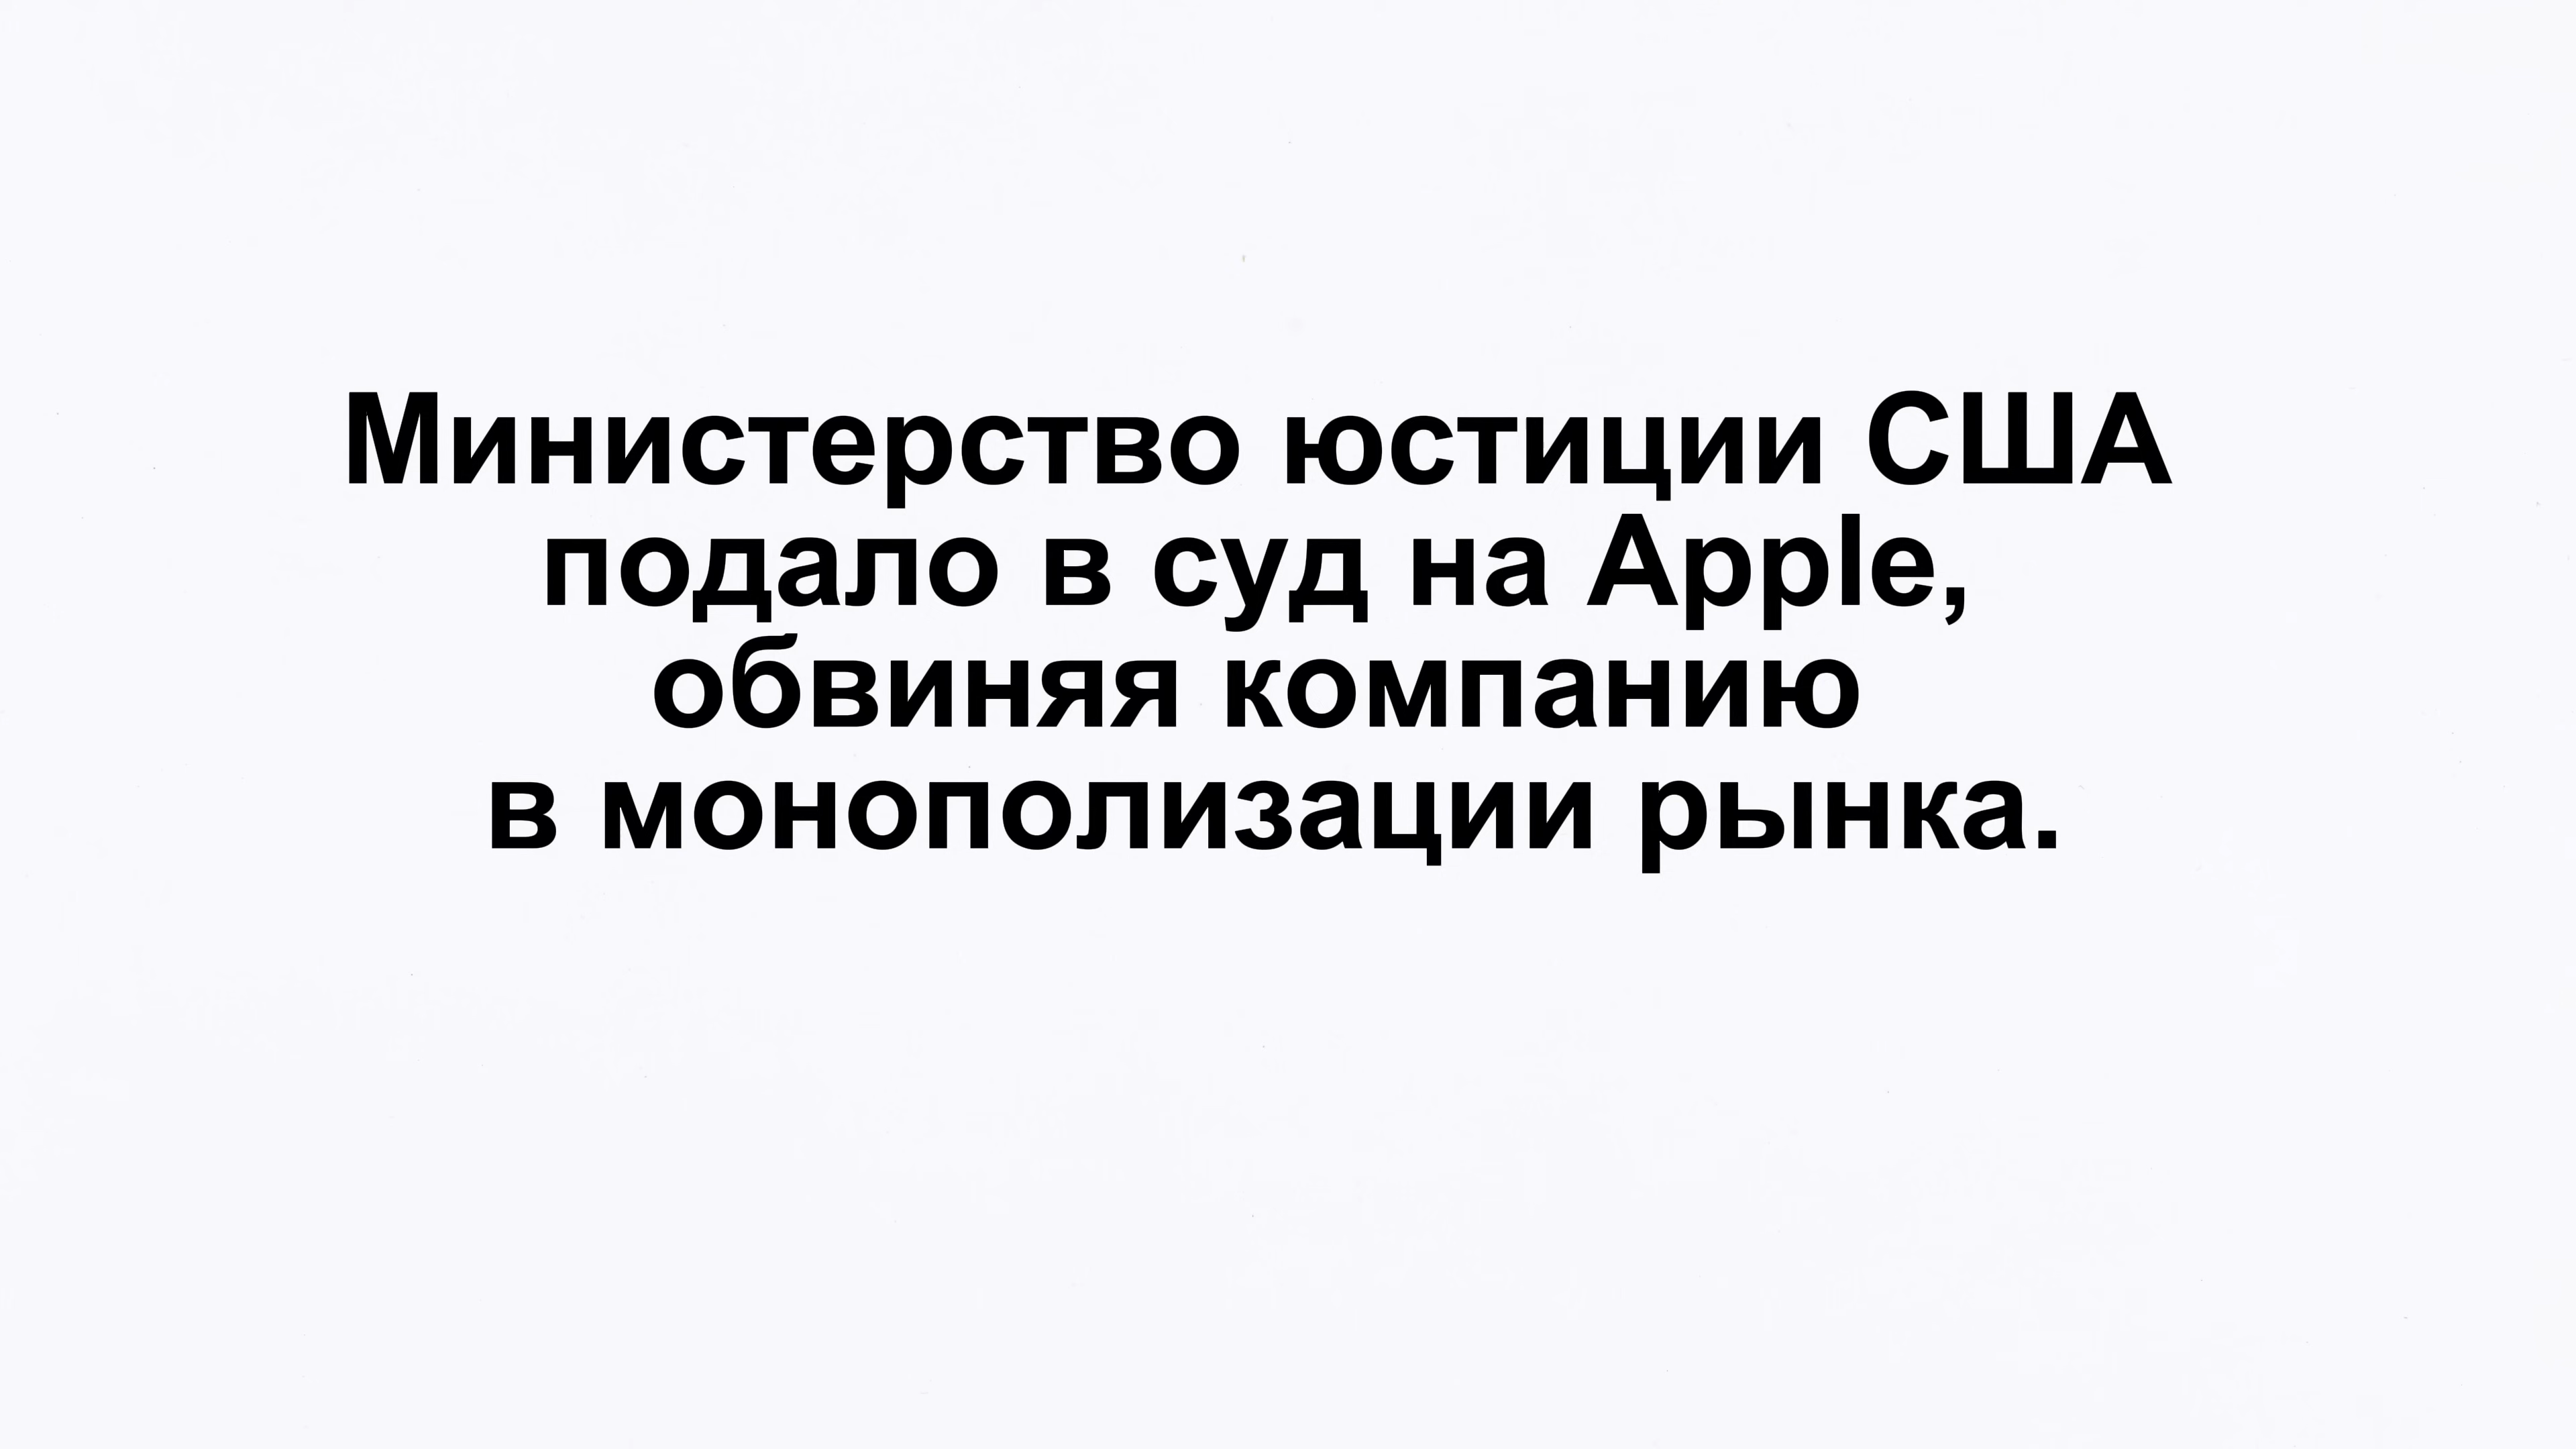 Министерство юстиции США
подало в суд на Apple,
обвиняя компанию
в монополизации рынка.